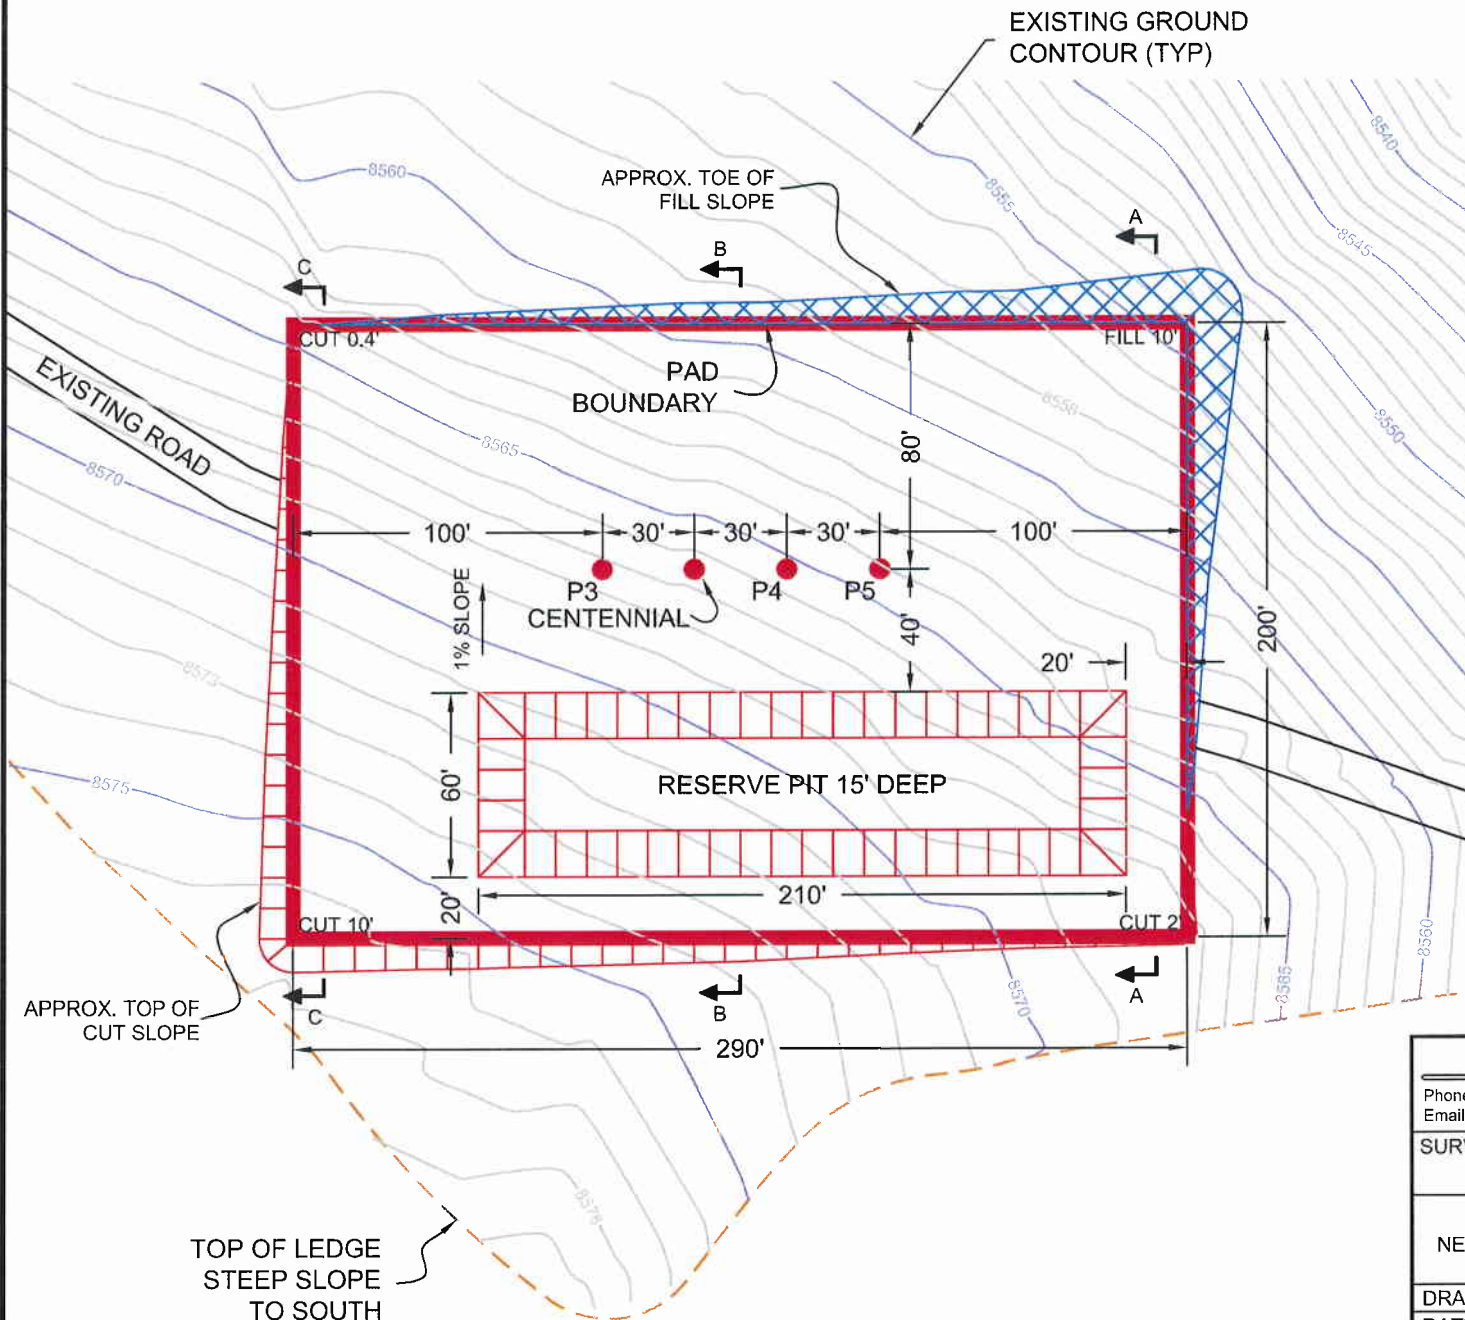 EXISTING GROUND
CONTOUR (TYP)
8540
8560
APPROX. TOE OF
FILL SLOPE
8555
A
8545
B
C
CUT 0.4'
FILL 10'
PAD
BOUNDARY
EXISTING ROAD
8558
8550
8565
80'
8570
100'
30'
30'
30'
100'
P3
P4
P5
CENTENNIAL
1% SLOPE
40'
200'
20'
8573
60'
RESERVE PIT 15' DEEP
8575
210'
20'
CUT 10'
CUT 2'
8560
8565
8570
APPROX. TOP OF
CUT SLOPE
C
B
A
290'
Phone
Email
SUR
8578
NE
TOP OF LEDGE
STEEP SLOPE
TO SOUTH
DRA